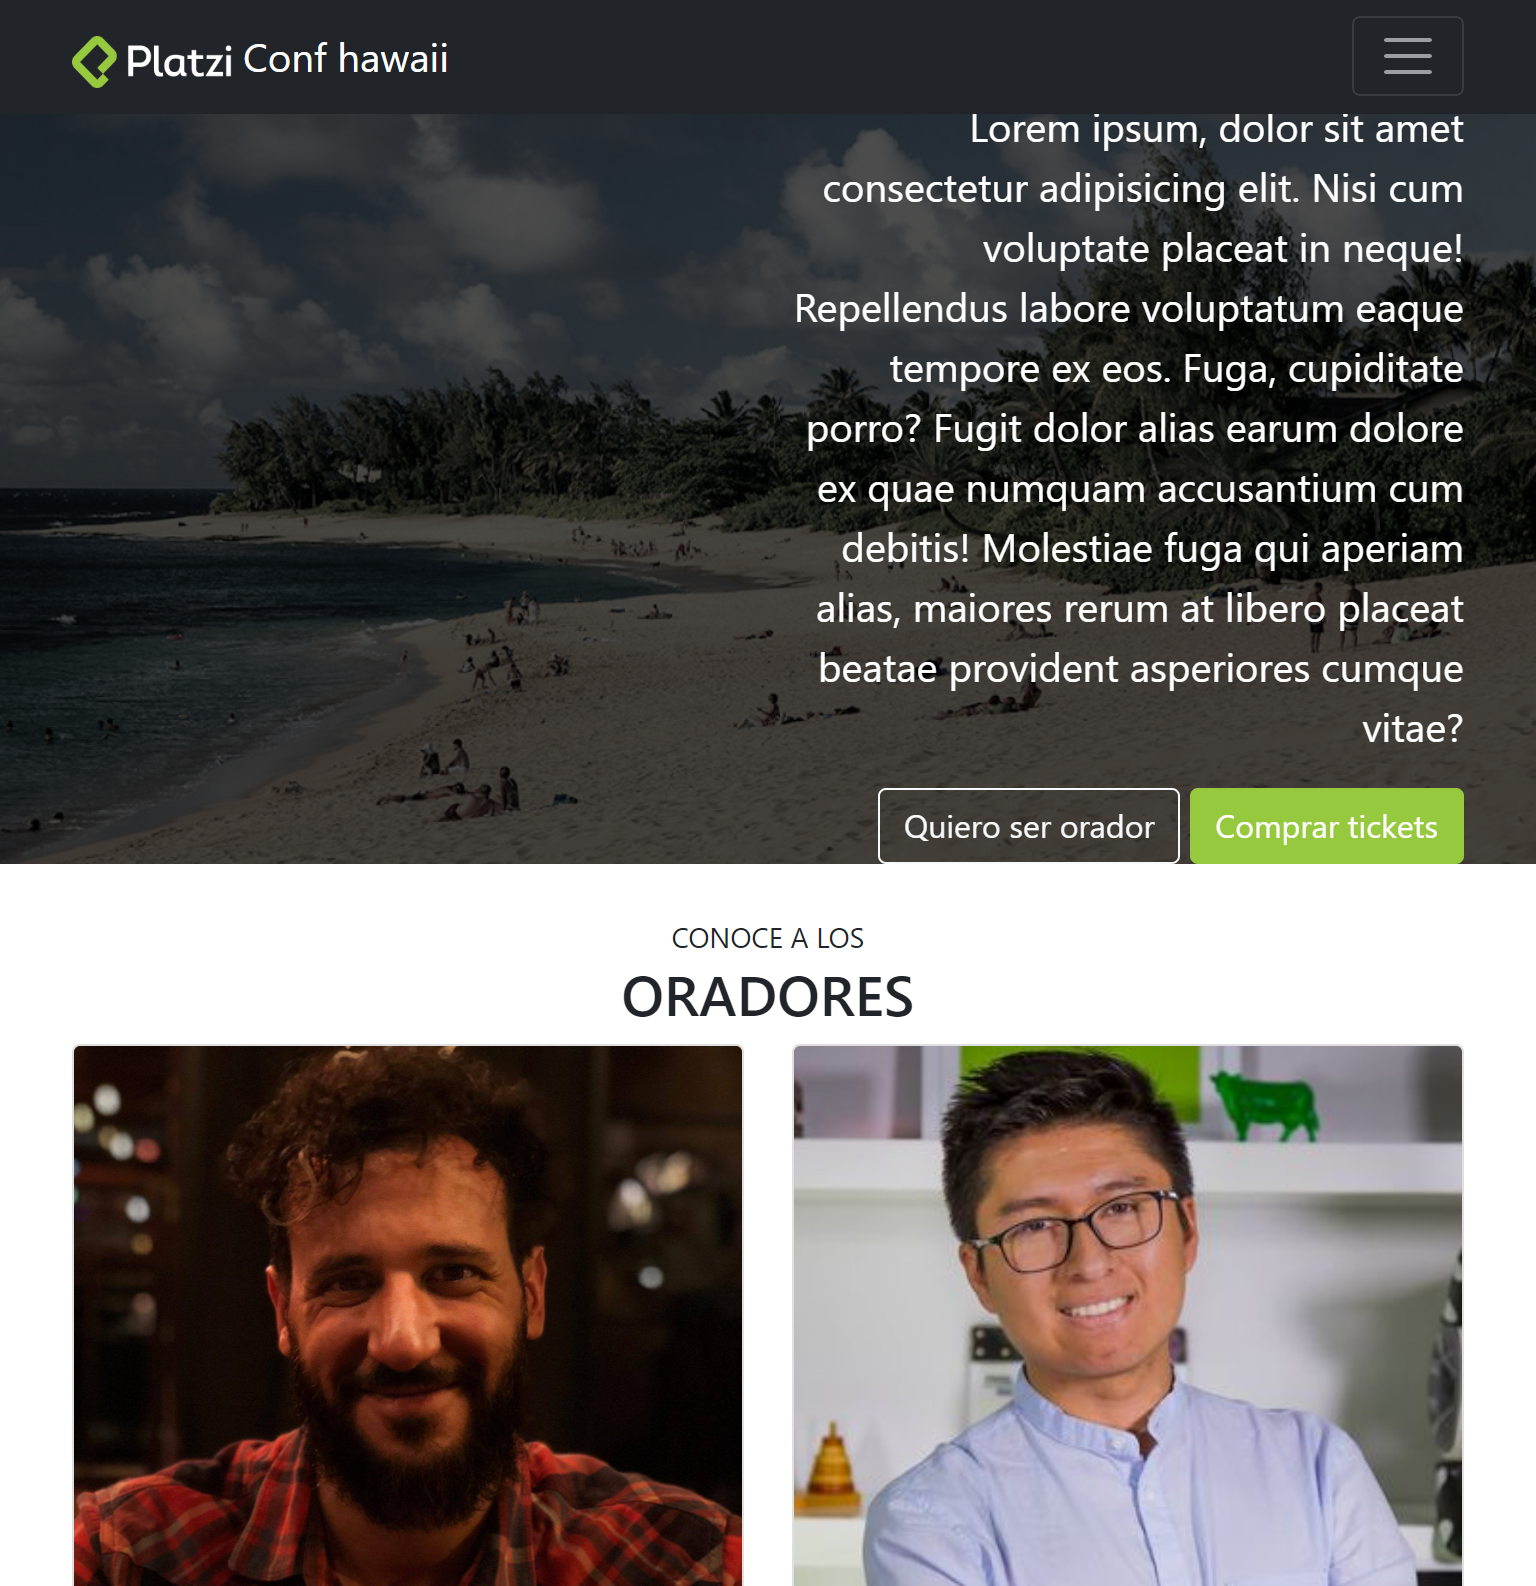 Platzi Conf hawaii
Lorem ipsum, dolor sit amet
consectetur adipisicing elit. Nisi cum
voluptate placeat in neque!
Repellendus labore voluptatum eaque
tempore ex eos. Fuga, cupiditate
porro? Fugit dolor alias earum dolore
ex quae numquam accusantium cum
debitis! Molestiae fuga qui aperiam
alias, maiores rerum at libero placeat
beatae provident asperiores cumque
vitae?
Quiero ser orador
Comprar tickets
CONOCE A LOS
ORADORES